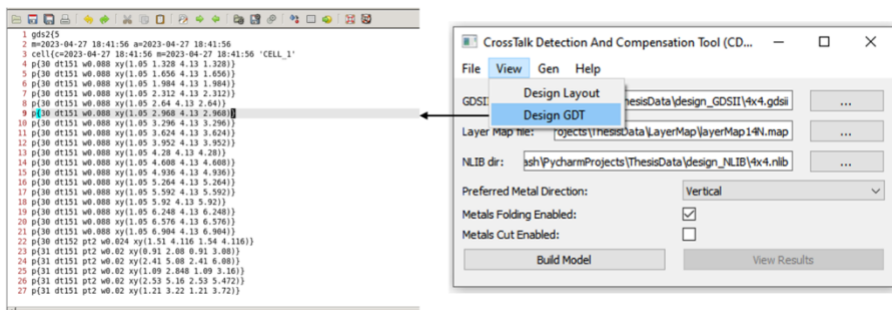 1 gds2{5
2 m=2023-04-27 18:41:56 a=2023-04-27 18:41:56
3 cell{c=2023-04-27 18:41:56 m=2023-04-27 18:41:56 'CELL_1'
4 p{30 dt151 w0.088 xy(1.05 1.328 4.13 1.328)}
5 p{30 dt151 w0.088 xy(1.05 1.656 4.13 1.656)}
6 p{30 dt151 w0.088 xy(1.05 1.984 4.13 1.984)}
7 p{30 dt151 w0.088 xy(1.05 2.312 4.13 2.312)}
8 p{30 dt151 w0.088 xy(1.05 2.64 4.13 2.64)}
9 p{30 dt151 w0.088 xy(1.05 2.968 4.13 2.968)}
10 p{30 dt151 w0.088 xy(1.05 3.296 4.13 3.296)}
11 p{30 dt151 w0.088 xy(1.05 3.624 4.13 3.624)}
12 p{30 dt151 w0.088 xy(1.05 3.952 4.13 3.952)}
13 p{30 dt151 w0.088 xy(1.05 4.28 4.13 4.28)}
14 p{30 dt151 w0.088 xy(1.05 4.608 4.13 4.608)}
15 p{30 dt151 w0.088 xy(1.05 4.936 4.13 4.936)}
16 p{30 dt151 w0.088 xy(1.05 5.264 4.13 5.264)}
17 p{30 dt151 w0.088 xy(1.05 5.592 4.13 5.592)}
18 p{30 dt151 w0.088 xy(1.05 5.92 4.13 5.92)}
19 p{30 dt151 w0.088 xy(1.05 6.248 4.13 6.248)}
20 p{30 dt151 w0.088 xy(1.05 6.576 4.13 6.576)}
21 p{30 dt151 w0.088 xy(1.05 6.904 4.13 6.904)}
22 p{30 dt152 pt2 w0.024 xy(1.51 4.116 1.54 4.116)}
23 p{31 dt151 pt2 w0.02 xy(0.91 2.08 0.91 3.08)}
24 p{31 dt151 pt2 w0.02 xy(2.41 5.08 2.41 6.08)}
25 p{31 dt151 pt2 w0.02 xy(1.09 2.848 1.09 3.16)}
26 p{31 dt151 pt2 w0.02 xy(2.53 5.16 2.53 5.472)}
27 p{31 dt151 pt2 w0.02 xy(1.21 3.22 1.21 3.72)}
CrossTalk Detection And Compensation Tool (CD...
File View Gen Help
Design Layout
GDSII hesisData\design_GDSII\4x4.gdsii ...
Design GDT
Layer Map file: ojects\ThesisData\LayerMap\layerMap14N.map ...
NLIB dir: ash\PycharmProjects\ThesisData\design_NLIB\4x4.nlib ...
Preferred Metal Direction: Vertical
Metals Folding Enabled:
Metals Cut Enabled:
Build Model View Results